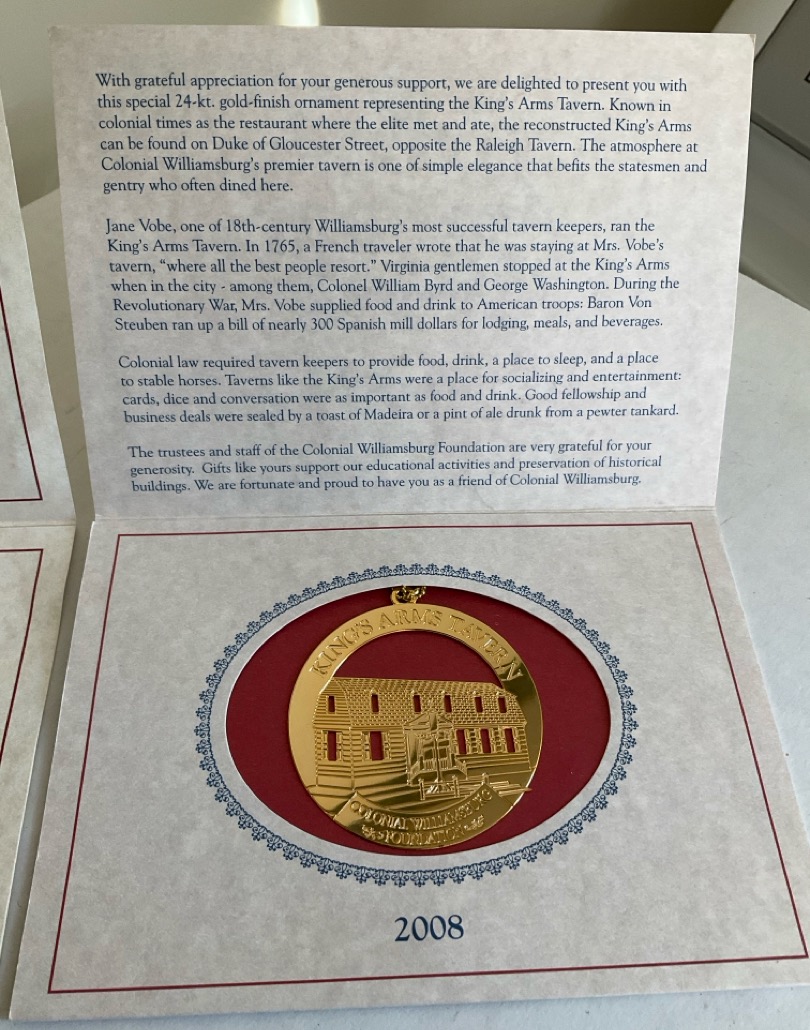 With grateful appreciation for your generous support, we are delighted to present you with
this special 24-kt. gold-finish ornament representing the King's Arms Tavern. Known in
colonial times as the restaurant where the elite met and ate, the reconstructed King's Arms
can be found on Duke of Gloucester Street, opposite the Raleigh Tavern. The atmosphere at
Colonial Williamsburg's premier tavern is one of simple elegance that befits the statesmen and
gentry who often dined here.
Jane Vobe, one of 18th-century Williamsburg's most successful tavern keepers, ran the
King's Arms Tavern. In 1765, a French traveler wrote that he was staying at Mrs. Vobe's
tavern, "where all the best people resort." Virginia gentlemen stopped at the King's Arms
when in the city - among them, Colonel William Byrd and George Washington. During the
Revolutionary War, Mrs. Vobe supplied food and drink to American troops: Baron Von
Steuben ran up a bill of nearly 300 Spanish mill dollars for lodging, meals, and beverages.
Colonial law required tavern keepers to provide food, drink, a place to sleep, and a place
to stable horses. Taverns like the King's Arms were a place for socializing and entertainment:
cards, dice and conversation were as important as food and drink. Good fellowship and
business deals were sealed by a toast of Madeira or a pint of ale drunk from a pewter tankard.
The trustees and staff of the Colonial Williamsburg Foundation are very grateful for your
generosity. Gifts like yours support our educational activities and preservation of historical
buildings. We are fortunate and proud to have you as a friend of Colonial Williamsburg.
KING'S ARMS TAVERN
COLONIAL WILLIAMSBURG
FOUNDATION
2008